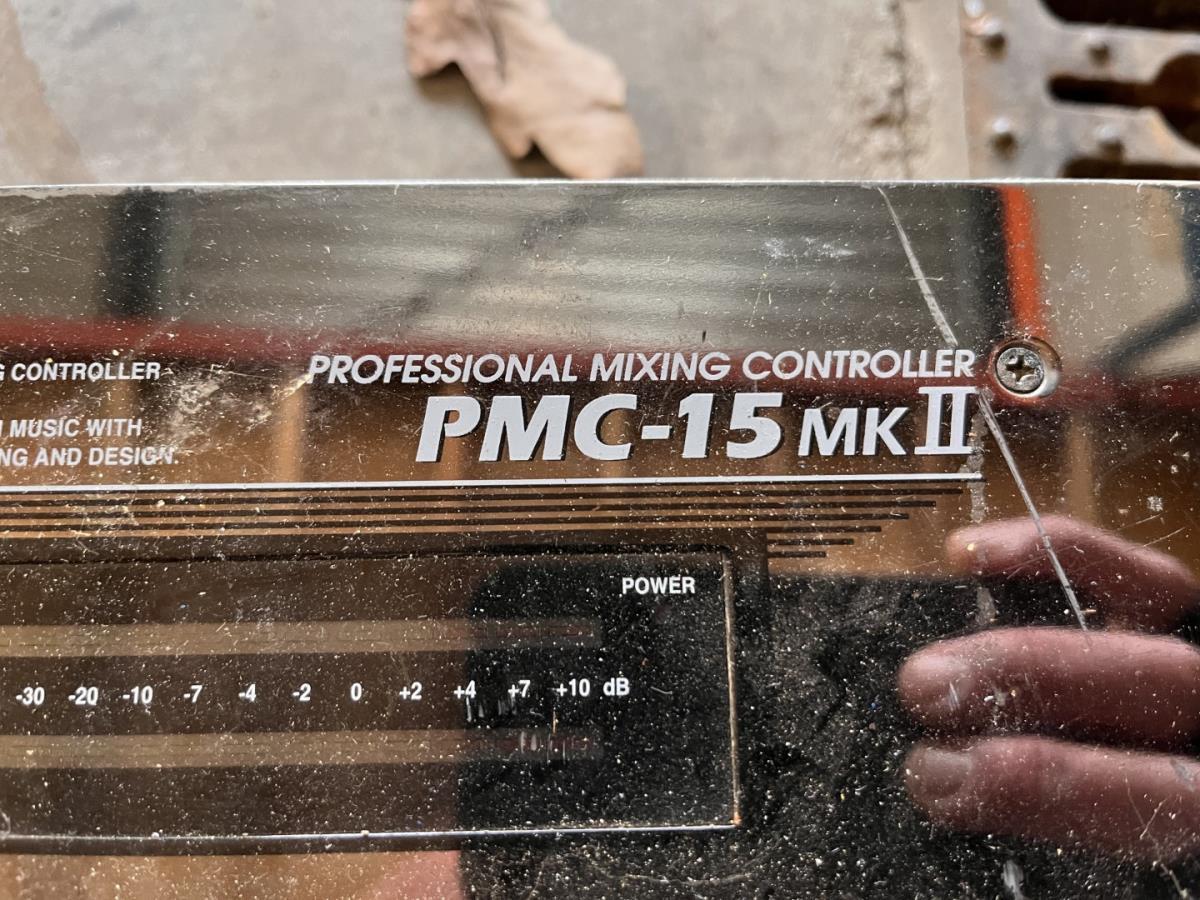 G CONTROLLER
MUSIC WITH
NG AND DESIGN.
PROFESSIONAL MIXING CONTROLLER
PMC-15 MK II
POWER
-30 -20 -10 -7 -4 -2 0 +2 +4 +7 +10 dB